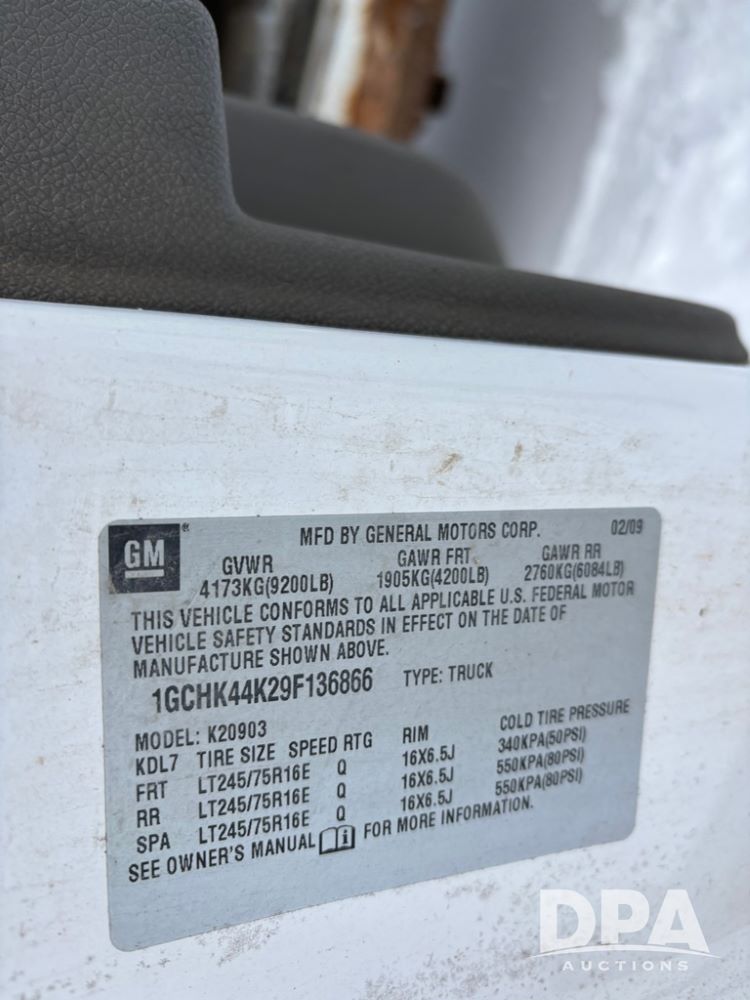 GM® MFD BY GENERAL MOTORS CORP. 02/09
GVWR GAWR FRT GAWR RR
4173KG(9200LB) 1905KG(4200LB) 2760KG(6084LB)
THIS VEHICLE CONFORMS TO ALL APPLICABLE U.S. FEDERAL MOTOR
VEHICLE SAFETY STANDARDS IN EFFECT ON THE DATE OF
MANUFACTURE SHOWN ABOVE.
1GCHK44K29F136866 TYPE: TRUCK
MODEL: K20903
KDL7 TIRE SIZE SPEED RTG RIM COLD TIRE PRESSURE
FRT LT245/75R16E Q 16X6.5J 340KPA(50PSI)
RR LT245/75R16E Q 16X6.5J 550KPA(80PSI)
SPA LT245/75R16E Q 16X6.5J 550KPA(80PSI)
SEE OWNER'S MANUAL i FOR MORE INFORMATION.
DPA
AUCTIONS